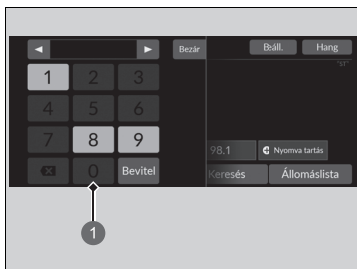 ◄ ► Bezár Beáll. Hang
"ST"
1 2 3
4 5 6
7 8 9
98.1 Nyomva tartás
0 Bevitel Keresés Állomáslista
1